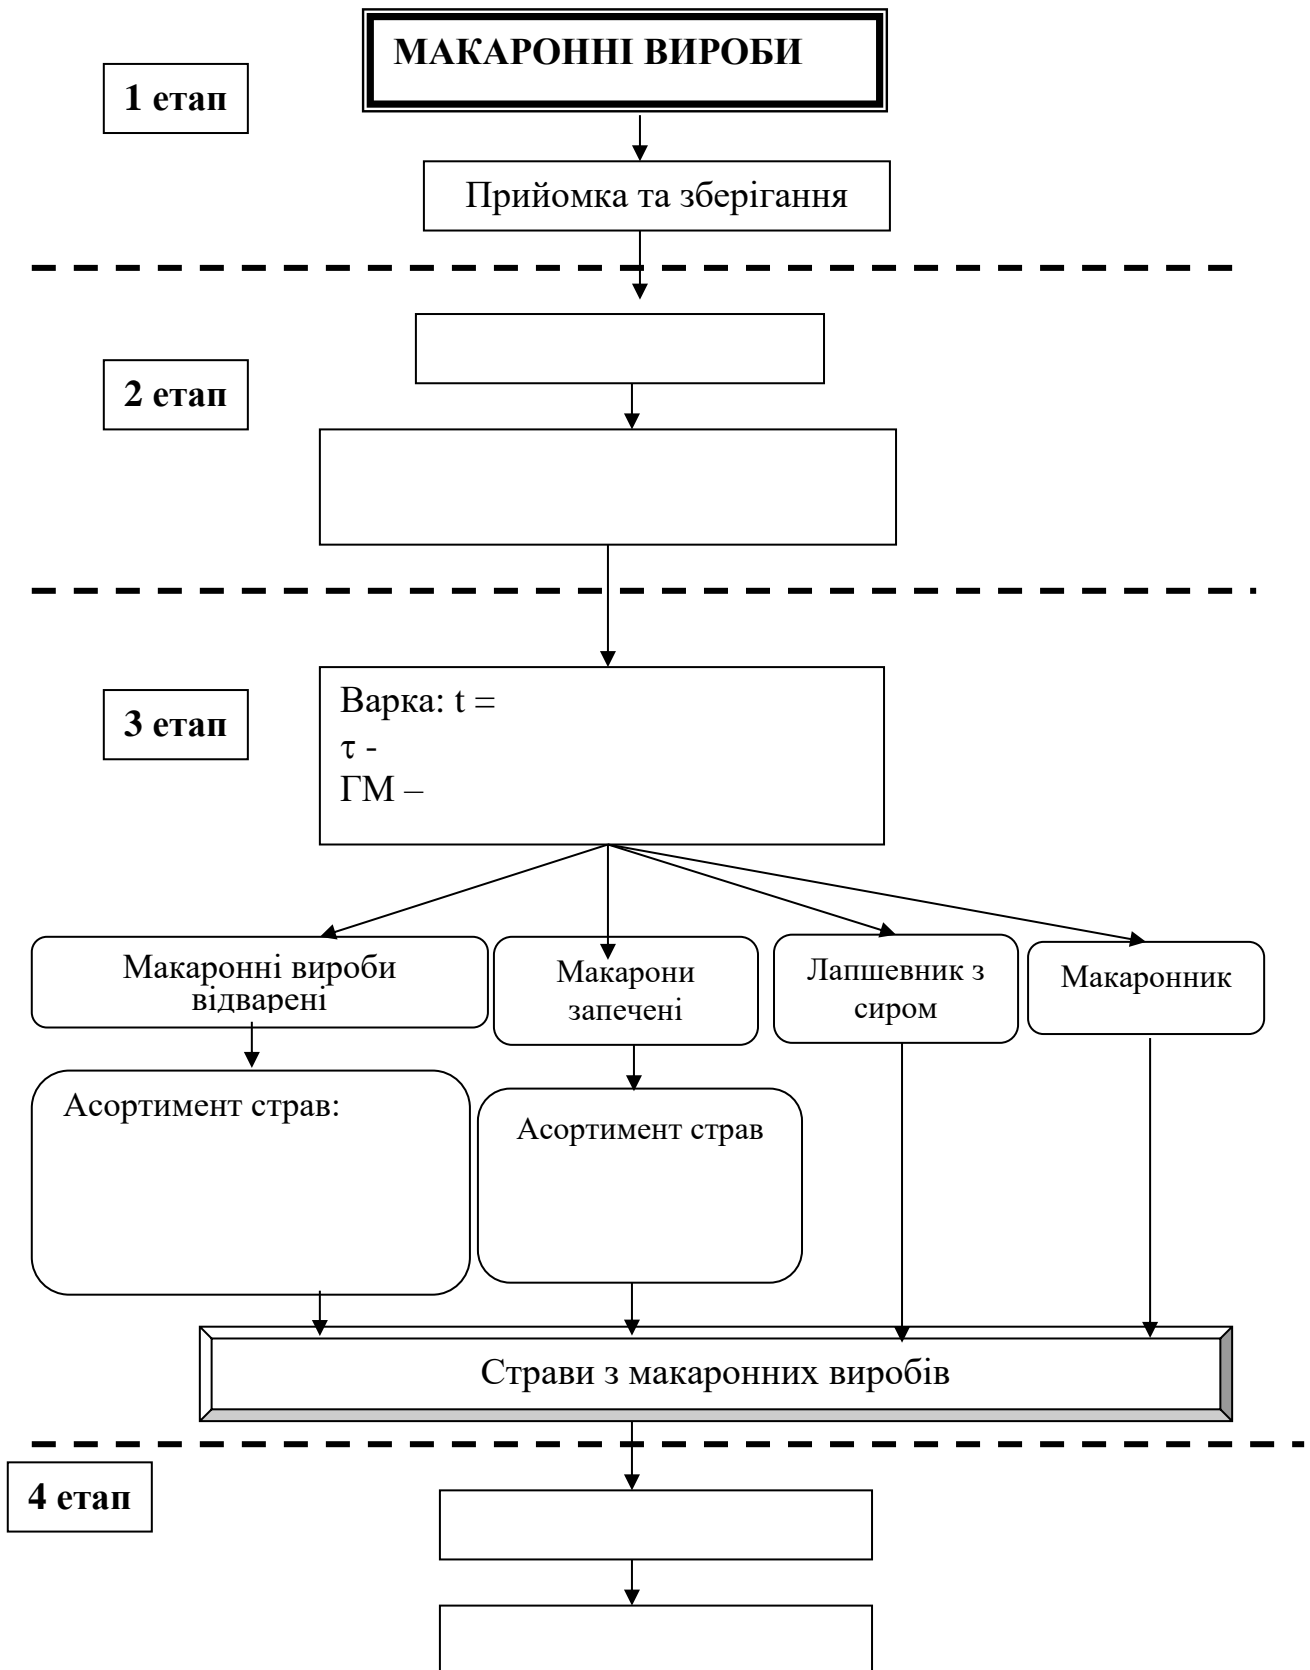 МАКАРОННІ ВИРОБИ
1 етап
Прийомка та зберігання
2 етап
3 етап
Варка: t =
τ -
ГМ –
Макаронні вироби
відварені
Макарони
запечені
Лапшевник з
сиром
Макаронник
Асортимент страв:
Асортимент страв
Страви з макаронних виробів
4 етап